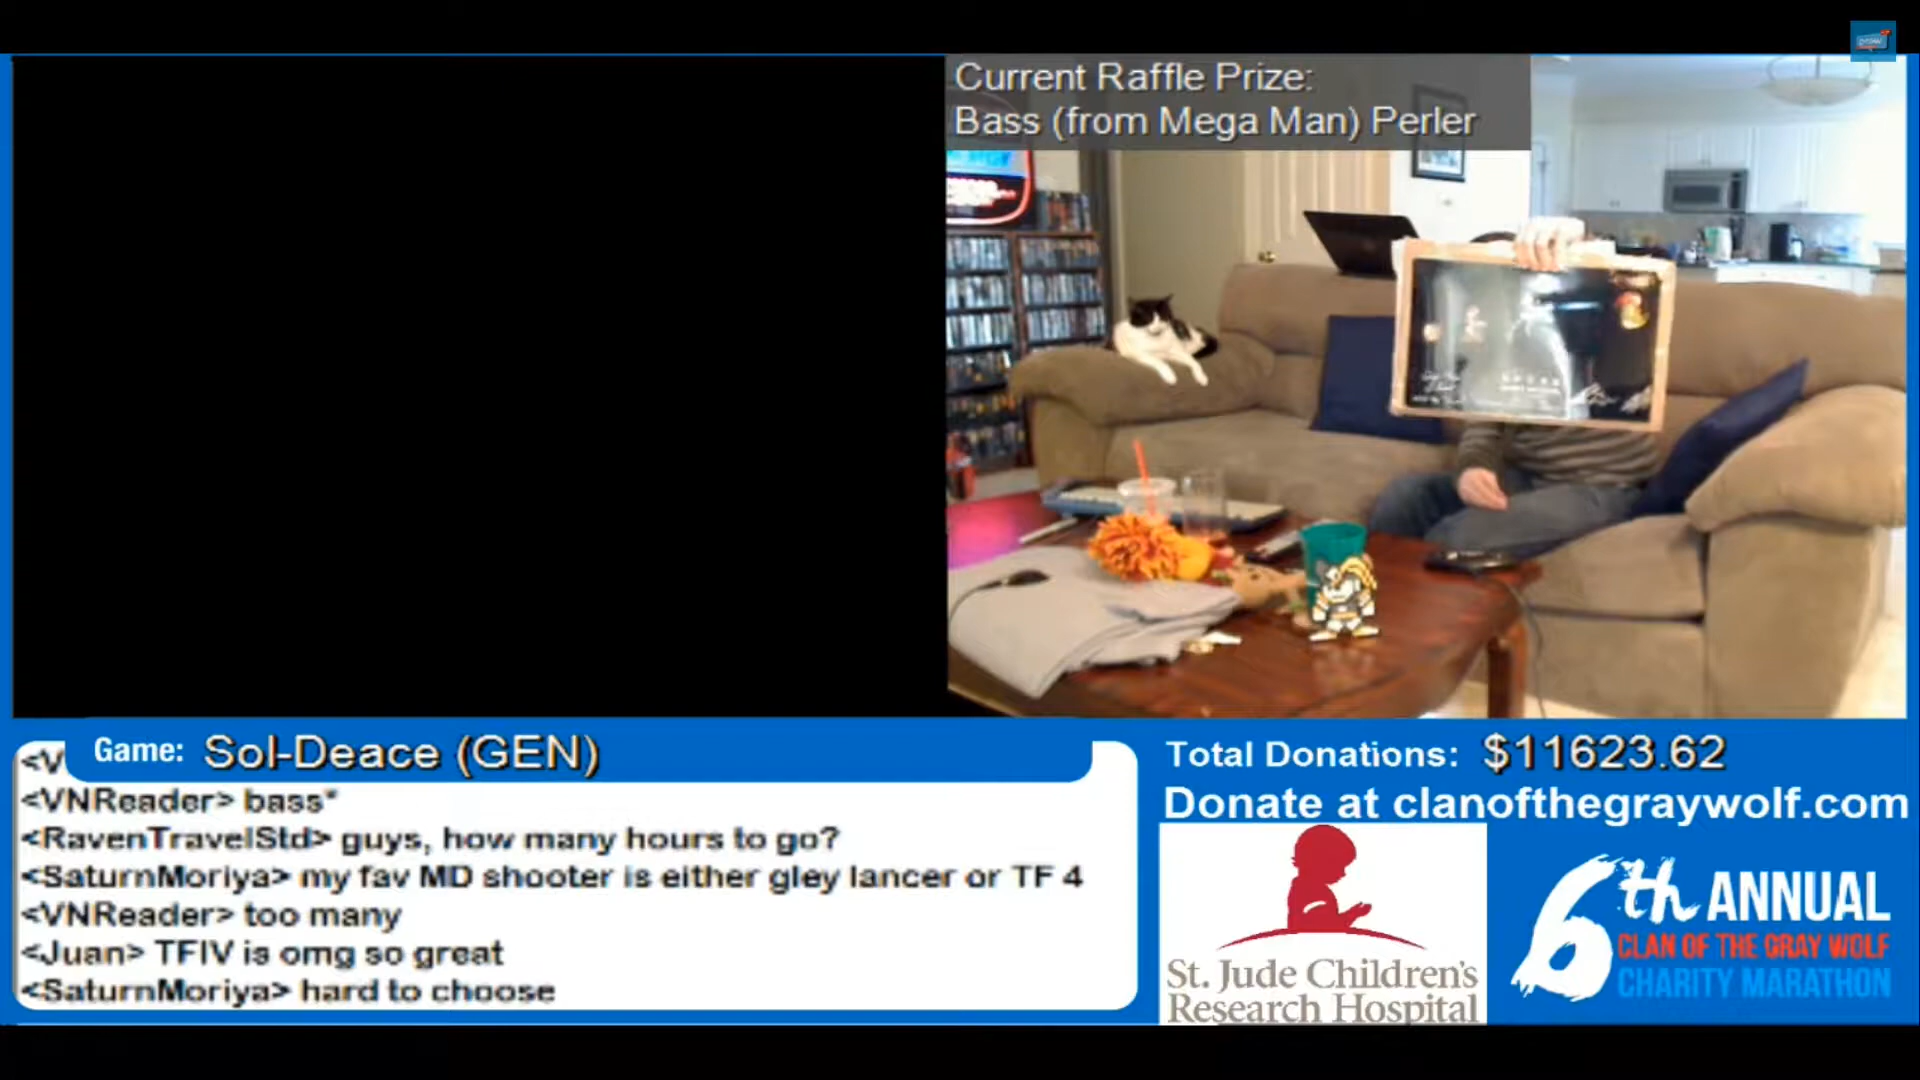 Current Raffle Prize:
Bass (from Mega Man) Perler
Game: Sol-Deace (GEN)
<V
<VNReader> bass*
<RavenTravelStd> guys, how many hours to go?
<SaturnMoriya> my fav MD shooter is either gley lancer or TF 4
<VNReader> too many
<Juan> TFIV is omg so great
<SaturnMoriya> hard to choose
Total Donations: $11623.62
Donate at clanofthegraywolf.com
St. Jude Children's
Research Hospital
6th ANNUAL
CLAN OF THE GRAY WOLF
CHARITY MARATHON